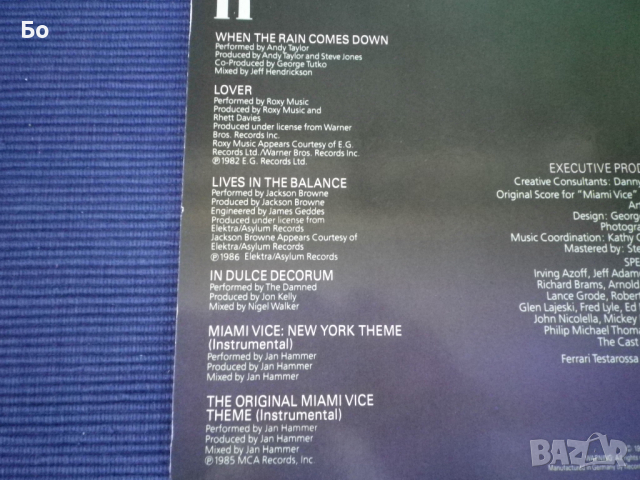 Бо
II
WHEN THE RAIN COMES DOWN
Performed by Andy Taylor
Produced by Andy Taylor and Steve Jones
Co-Produced by George Tutko
Mixed by Jeff Hendrickson
LOVER
Performed by Roxy Music
Produced by Roxy Music and
Rhett Davies
Produced under license from Warner
Bros. Records Inc.
Roxy Music Appears Courtesy of E.G.
Records Ltd./Warner Bros. Records Inc.
℗1982 E.G. Records Ltd.
LIVES IN THE BALANCE
Performed by Jackson Browne
Produced by Jackson Browne
Engineered by James Geddes
Produced under license from
Elektra/Asylum Records
Jackson Browne Appears Courtesy of
Elektra/Asylum Records
℗1986 Elektra/Asylum Records
IN DULCE DECORUM
Performed by The Damned
Produced by Jon Kelly
Mixed by Nigel Walker
MIAMI VICE: NEW YORK THEME
(Instrumental)
Performed by Jan Hammer
Produced by Jan Hammer
Mixed by Jan Hammer
THE ORIGINAL MIAMI VICE
THEME (Instrumental)
Performed by Jan Hammer
Produced by Jan Hammer
Mixed by Jan Hammer
℗1985 MCA Records, Inc.
EXECUTIVE PROD
Creative Consultants: Danny
Original Score for "Miami Vice"
Design: George
Photogra
Music Coordination: Kathy
Mastered by: Ste
SPE
Irving Azoff, Jeff Adam
Richard Brams, Arnold
Lance Grode, Robert
Glen Lajeski, Fred Lyle, Ed
John Nicolella, Mickey
Philip Michael Thoma
The Cast
Ferrari Testarossa
WARNING: All rights
Manufactured in Germany
BAZAR